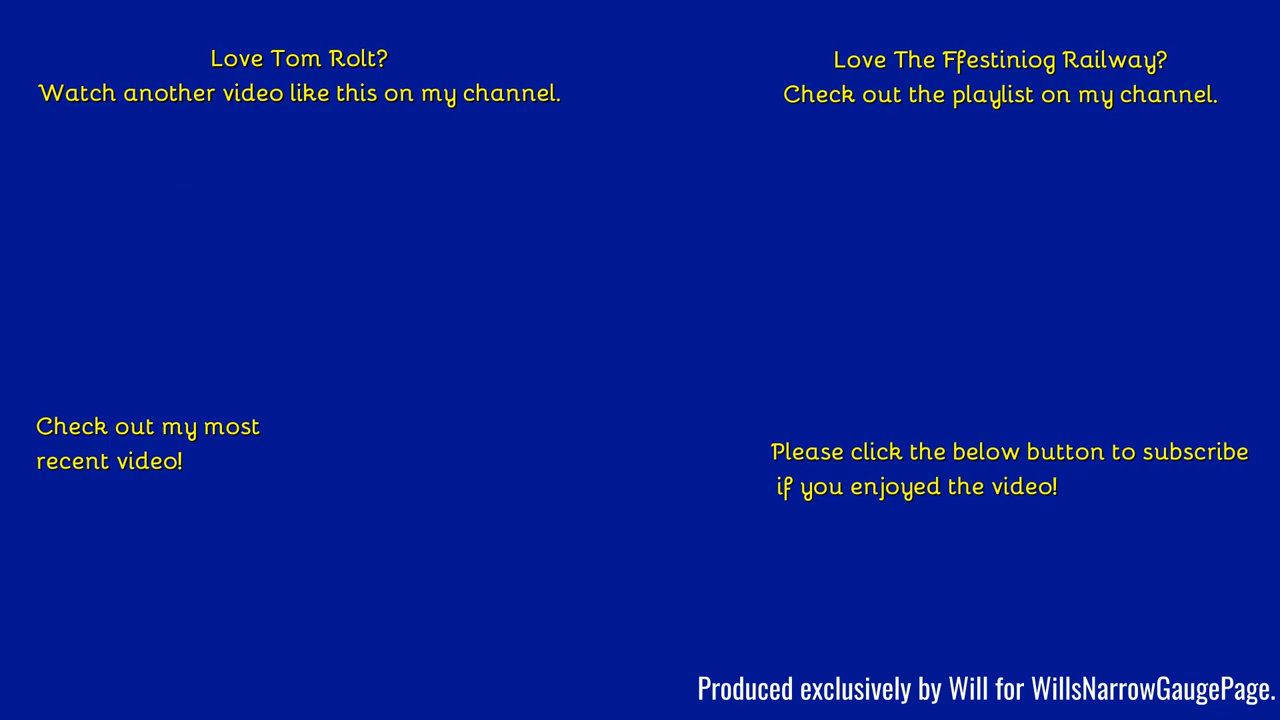 Love Tom Rolt?
Watch another video like this on my channel.
Love The Ffestiniog Railway?
Check out the playlist on my channel.
Check out my most
recent video!
Please click the below button to subscribe
if you enjoyed the video!
Produced exclusively by Will for WillsNarrowGaugePage.